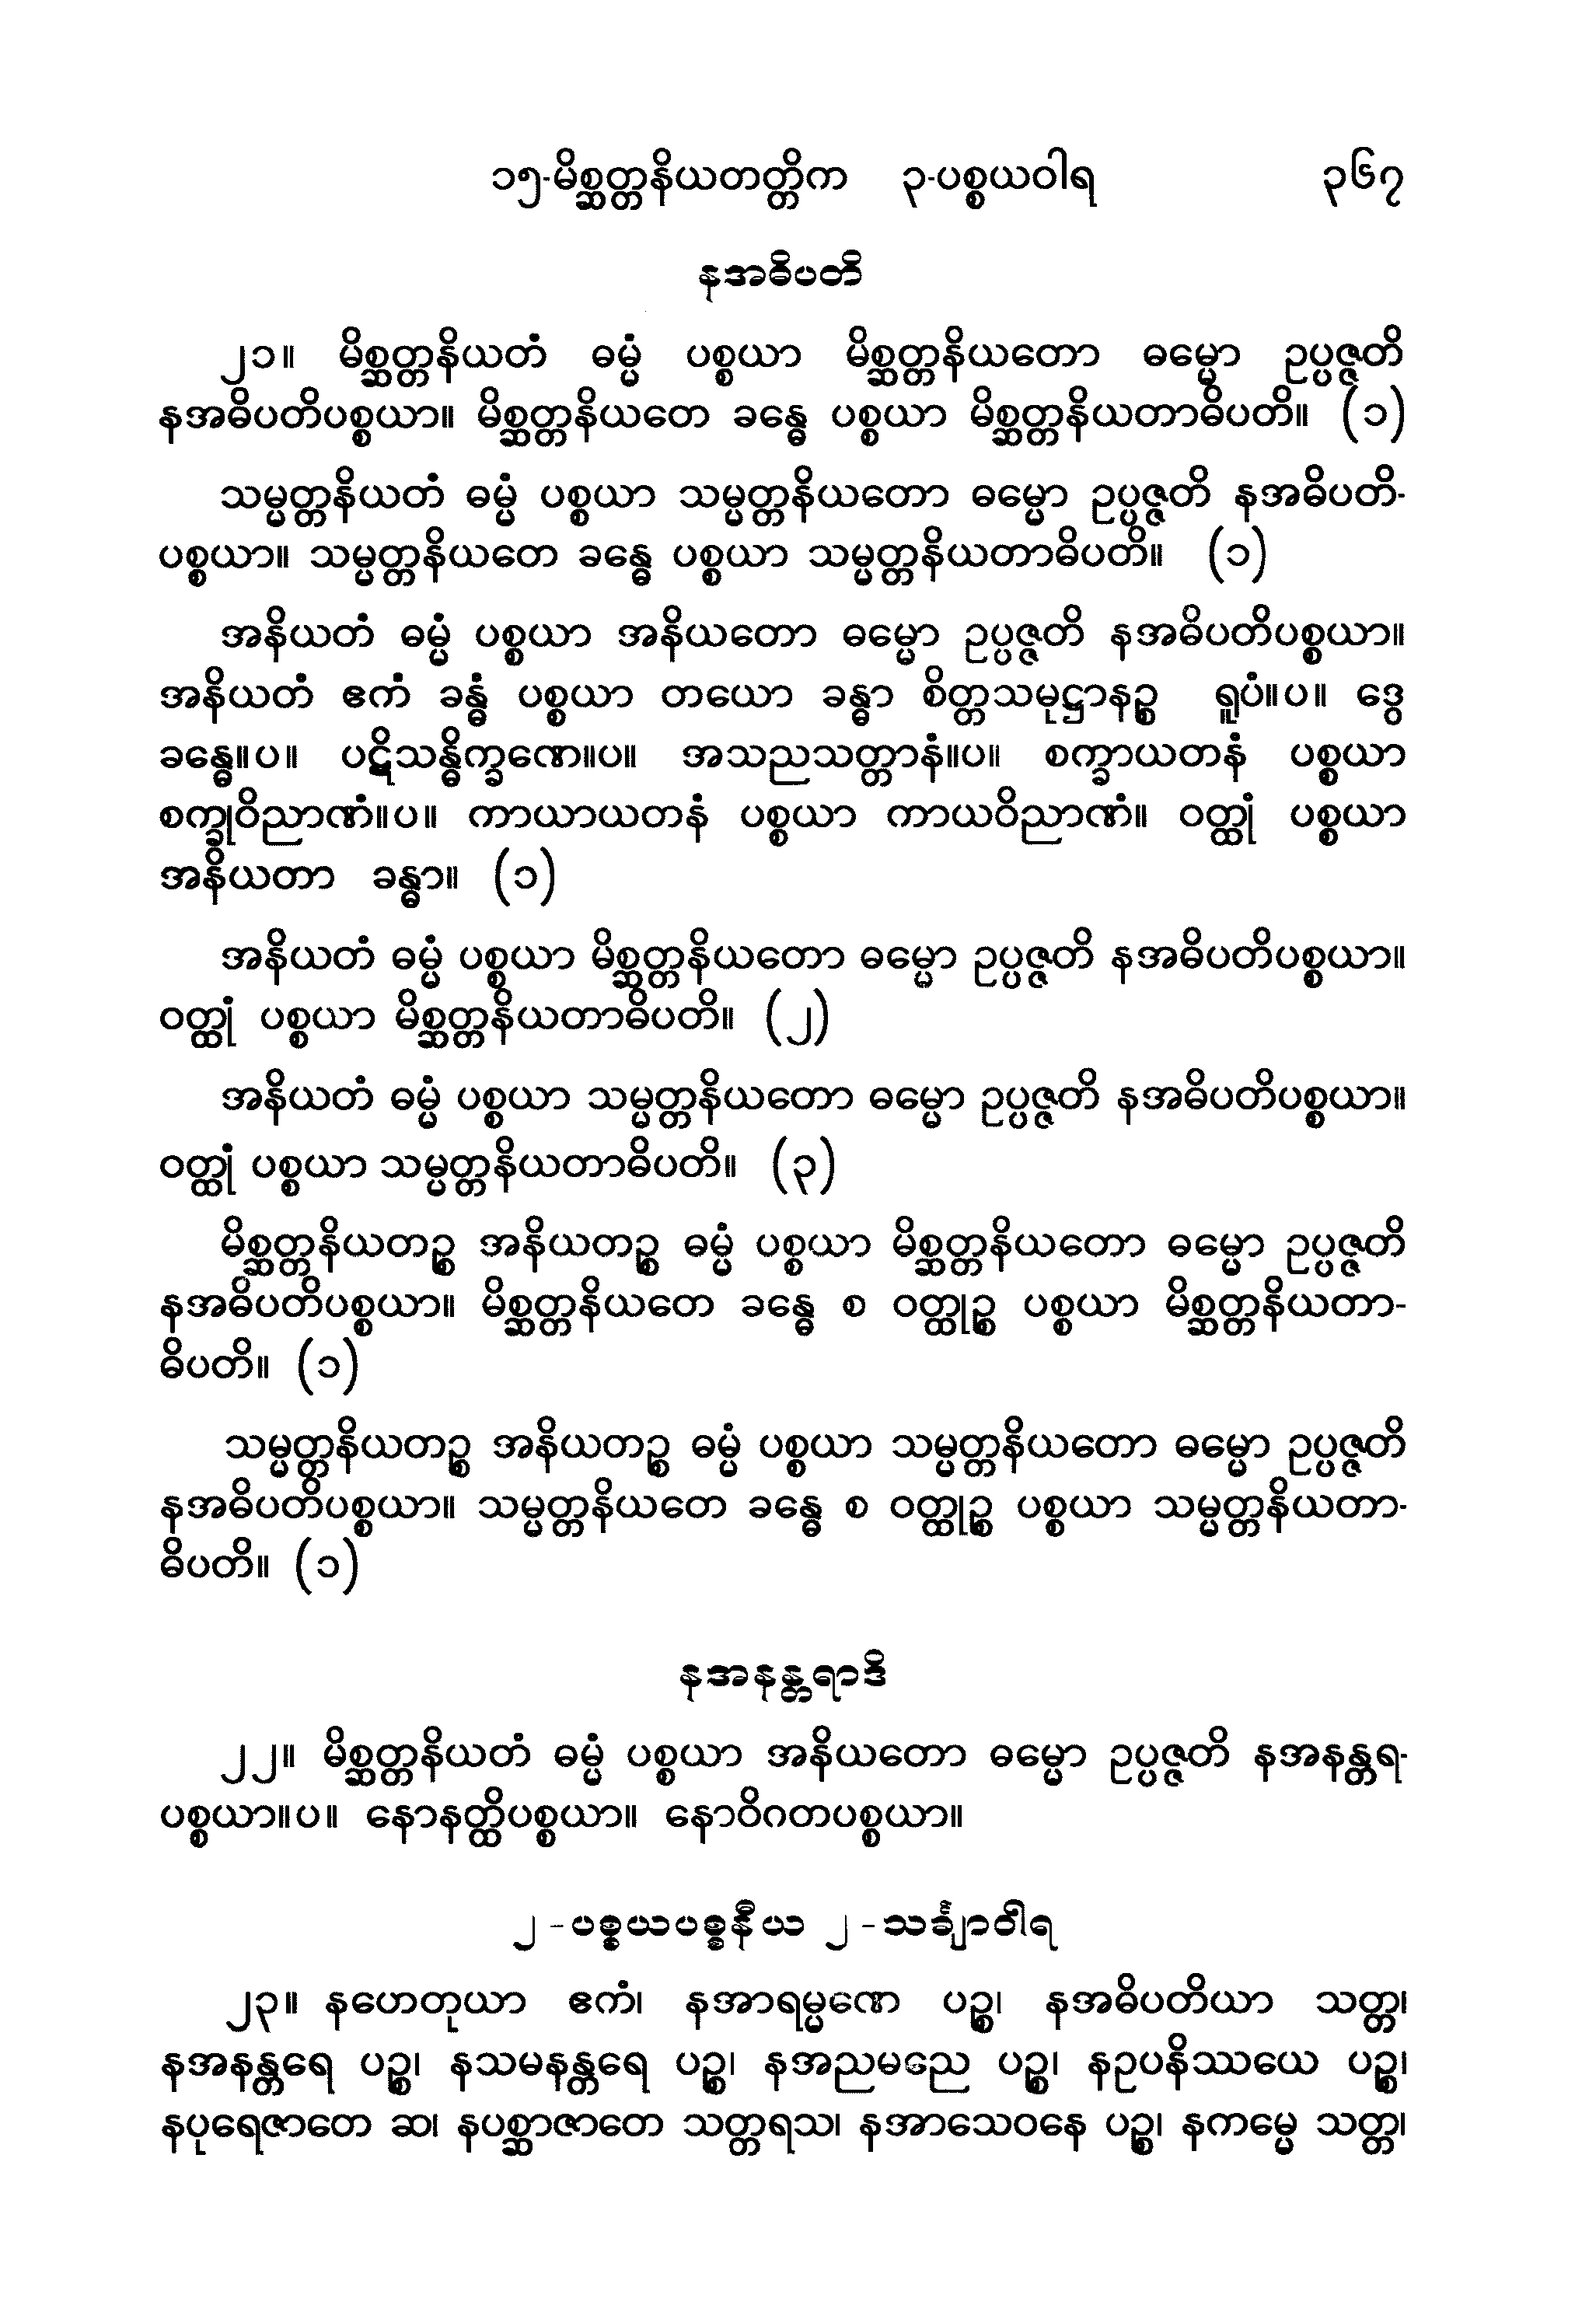 ၁၅-မိစ္ဆတ္တနိယတတ္တိက ၃-ပစ္စယဝါရ ၃၆၇
နအဓိပတိ
၂၁။ မိစ္ဆတ္တနိယတံ ဓမ္မံ ပစ္စယာ မိစ္ဆတ္တနိယတော ဓမ္မော ဥပ္ပဇ္ဇတိ
နအဓိပတိပစ္စယာ။ မိစ္ဆတ္တနိယတေ ခန္ဓေ ပစ္စယာ မိစ္ဆတ္တနိယတာဓိပတိ။ (၁)
သမ္မတ္တနိယတံ ဓမ္မံ ပစ္စယာ သမ္မတ္တနိယတော ဓမ္မော ဥပ္ပဇ္ဇတိ နအဓိပတိ-
ပစ္စယာ။ သမ္မတ္တနိယတေ ခန္ဓေ ပစ္စယာ သမ္မတ္တနိယတာဓိပတိ။ (၁)
အနိယတံ ဓမ္မံ ပစ္စယာ အနိယတော ဓမ္မော ဥပ္ပဇ္ဇတိ နအဓိပတိပစ္စယာ။
အနိယတံ ဧကံ ခန္ဓံ ပစ္စယာ တယော ခန္ဓာ စိတ္တသမုဋ္ဌာနဉ္စ ရူပံ။ပ။ ဒွေ
ခန္ဓေ။ပ။ ပဋိသန္ဓိက္ခဏေ။ပ။ အသညသတ္တာနံ။ပ။ စက္ခာယတနံ ပစ္စယာ
စက္ခုဝိညာဏံ။ပ။ ကာယာယတနံ ပစ္စယာ ကာယဝိညာဏံ။ ဝတ္ထုံ ပစ္စယာ
အနိယတာ ခန္ဓာ။ (၁)
အနိယတံ ဓမ္မံ ပစ္စယာ မိစ္ဆတ္တနိယတော ဓမ္မော ဥပ္ပဇ္ဇတိ နအဓိပတိပစ္စယာ။
ဝတ္ထုံ ပစ္စယာ မိစ္ဆတ္တနိယတာဓိပတိ။ (၂)
အနိယတံ ဓမ္မံ ပစ္စယာ သမ္မတ္တနိယတော ဓမ္မော ဥပ္ပဇ္ဇတိ နအဓိပတိပစ္စယာ။
ဝတ္ထုံ ပစ္စယာ သမ္မတ္တနိယတာဓိပတိ။ (၃)
မိစ္ဆတ္တနိယတဉ္စ အနိယတဉ္စ ဓမ္မံ ပစ္စယာ မိစ္ဆတ္တနိယတော ဓမ္မော ဥပ္ပဇ္ဇတိ
နအဓိပတိပစ္စယာ။ မိစ္ဆတ္တနိယတေ ခန္ဓေ စ ဝတ္ထုဉ္စ ပစ္စယာ မိစ္ဆတ္တနိယတာ-
ဓိပတိ။ (၁)
သမ္မတ္တနိယတဉ္စ အနိယတဉ္စ ဓမ္မံ ပစ္စယာ သမ္မတ္တနိယတော ဓမ္မော ဥပ္ပဇ္ဇတိ
နအဓိပတိပစ္စယာ။ သမ္မတ္တနိယတေ ခန္ဓေ စ ဝတ္ထုဉ္စ ပစ္စယာ သမ္မတ္တနိယတာ-
ဓိပတိ။ (၁)
နအနန္တရာဒိ
၂၂။ မိစ္ဆတ္တနိယတံ ဓမ္မံ ပစ္စယာ အနိယတော ဓမ္မော ဥပ္ပဇ္ဇတိ နအနန္တရ-
ပစ္စယာ။ပ။ နောနတ္ထိပစ္စယာ။ နောဝိဂတပစ္စယာ။
၂-ပစ္စယပစ္စနီယ ၂-သင်္ချာဝါရ
၂၃။ နဟေတုယာ ဧကံ၊ နအာရမ္မဏေ ပဉ္စ၊ နအဓိပတိယာ သတ္တ၊
နအနန္တရေ ပဉ္စ၊ နသမနန္တရေ ပဉ္စ၊ နအညမညေ ပဉ္စ၊ နဥပနိဿယေ ပဉ္စ၊
နပုရေဇာတေ ဆ၊ နပစ္ဆာဇာတေ သတ္တရသ၊ နအာသေဝနေ ပဉ္စ၊ နကမ္မေ သတ္တ၊